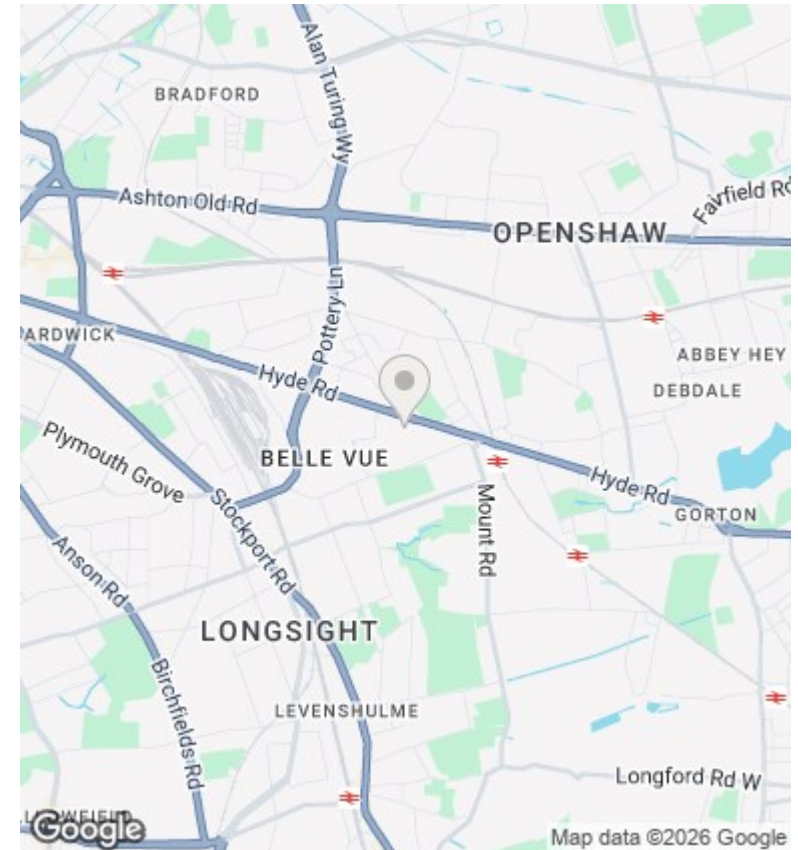 Alan Turing Wy
BRADFORD
Ashton Old Rd
Fairfield Rd
OPENSHAW
Pottery Ln
ARDWICK
Hyde Rd
ABBEY HEY
DEBDALE
BELLE VUE
Plymouth Grove
Stockport Rd
Mount Rd
Hyde Rd
GORTON
Anson Rd
LONGSIGHT
Birchfields Rd
LEVENSHULME
Longford Rd W
Google
Map data ©2026 Google